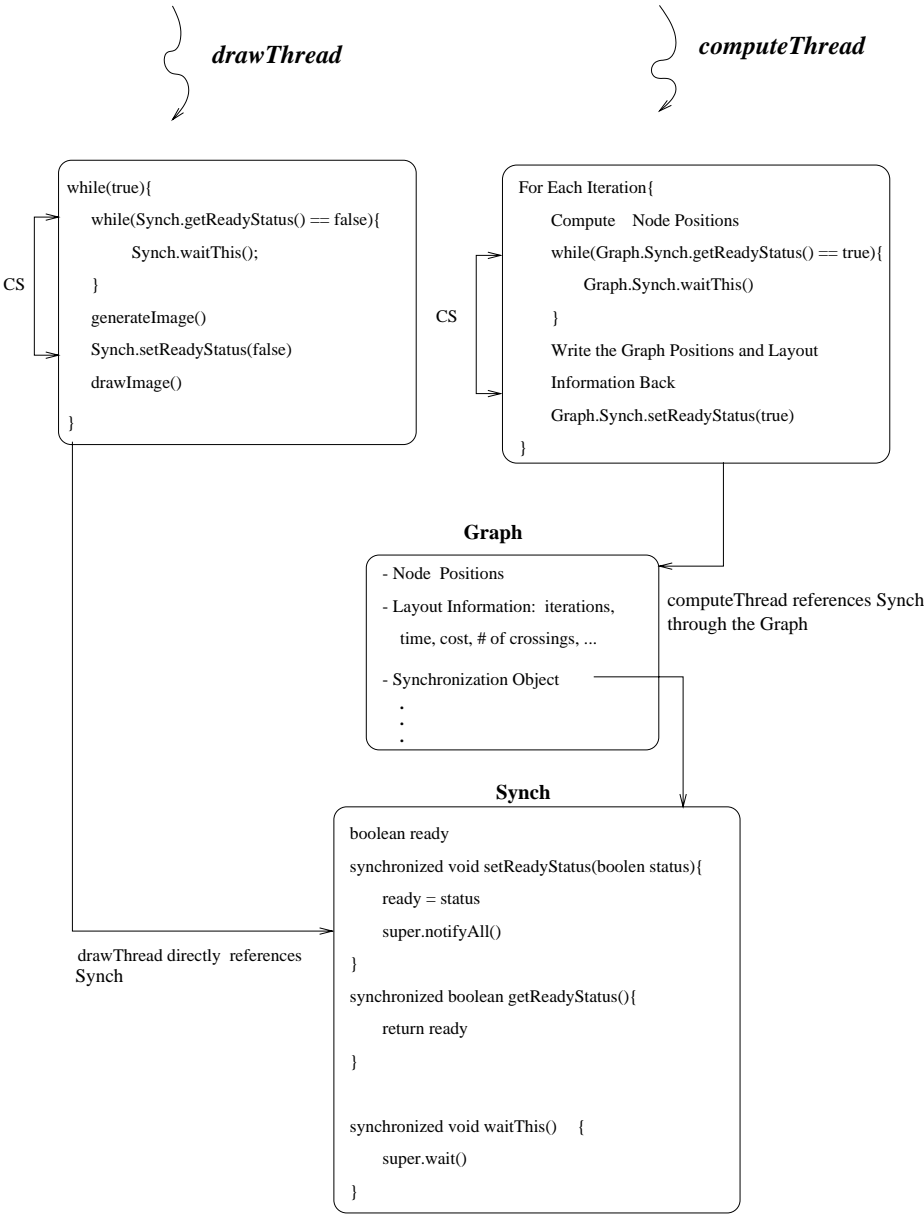 drawThread
computeThread
while(true){
while(Synch.getReadyStatus() == false){
Synch.waitThis();
}
generateImage()
Synch.setReadyStatus(false)
drawImage()
}
CS
For Each Iteration{
Compute Node Positions
while(Graph.Synch.getReadyStatus() == true){
Graph.Synch.waitThis()
}
Write the Graph Positions and Layout
Information Back
Graph.Synch.setReadyStatus(true)
}
CS
Graph
- Node Positions
- Layout Information: iterations,
time, cost, # of crossings, ...
- Synchronization Object
.
.
.
computeThread references Synch
through the Graph
Synch
boolean ready
synchronized void setReadyStatus(boolen status){
ready = status
super.notifyAll()
}
synchronized boolean getReadyStatus(){
return ready
}
synchronized void waitThis() {
super.wait()
}
drawThread directly references
Synch